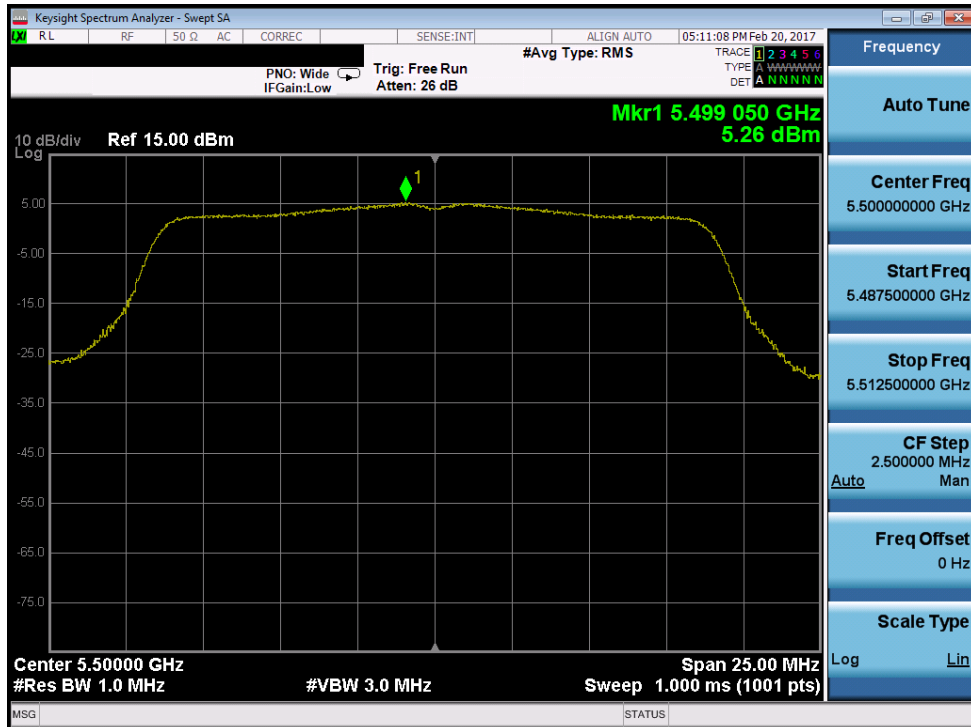 Keysight Spectrum Analyzer - Swept SA
LXI RL RF 50 Ω AC CORREC SENSE:INT ALIGN AUTO 05:11:08 PM Feb 20, 2017
#Avg Type: RMS
TRACE 1 2 3 4 5 6
TYPE A WWWWW
DET A N N N N N
PNO: Wide
IFGain:Low
Trig: Free Run
Atten: 26 dB
Mkr1 5.499 050 GHz
5.26 dBm
10 dB/div Ref 15.00 dBm
Log
1
5.00
-5.00
-15.0
-25.0
-35.0
-45.0
-55.0
-65.0
-75.0
Center 5.50000 GHz Span 25.00 MHz
#Res BW 1.0 MHz #VBW 3.0 MHz Sweep 1.000 ms (1001 pts)
MSG STATUS
Frequency
Auto Tune
Center Freq
5.500000000 GHz
Start Freq
5.487500000 GHz
Stop Freq
5.512500000 GHz
CF Step
2.500000 MHz
Auto Man
Freq Offset
0 Hz
Scale Type
Log Lin